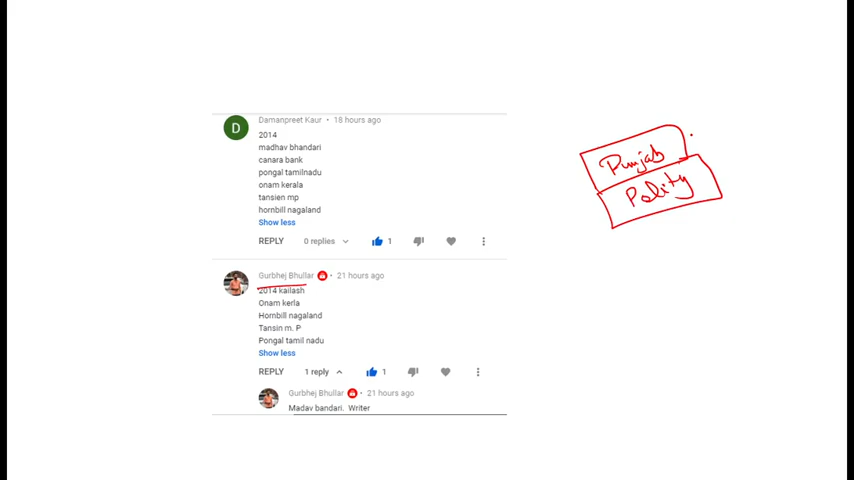 Damanpreet Kaur • 18 hours ago
D
2014
madhav bhandari
canara bank
pongal tamilnadu
onam kerala
tansien mp
hornbill nagaland
Show less
REPLY 0 replies 1
Gurbhej Bhullar • 21 hours ago
2014 kailash
Onam kerla
Hornbill nagaland
Tansin m. P
Pongal tamil nadu
Show less
REPLY 1 reply 1
Gurbhej Bhullar • 21 hours ago
Madav bandari. Writer
Punjab
Polity